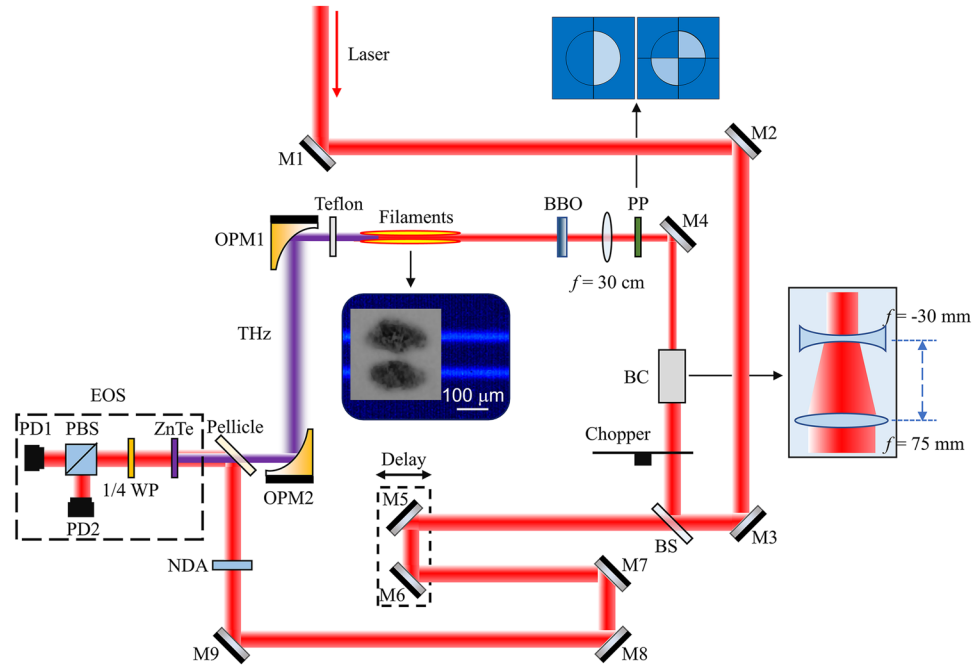 Laser
M1
M2
Teflon
Filaments
BBO
PP
M4
OPM1
f = 30 cm
f = -30 mm
THz
BC
100 μm
EOS
Chopper
PD1
PBS
ZnTe
Pellicle
f = 75 mm
Delay
1/4 WP
OPM2
M5
PD2
BS
M3
NDA
M6
M7
M9
M8